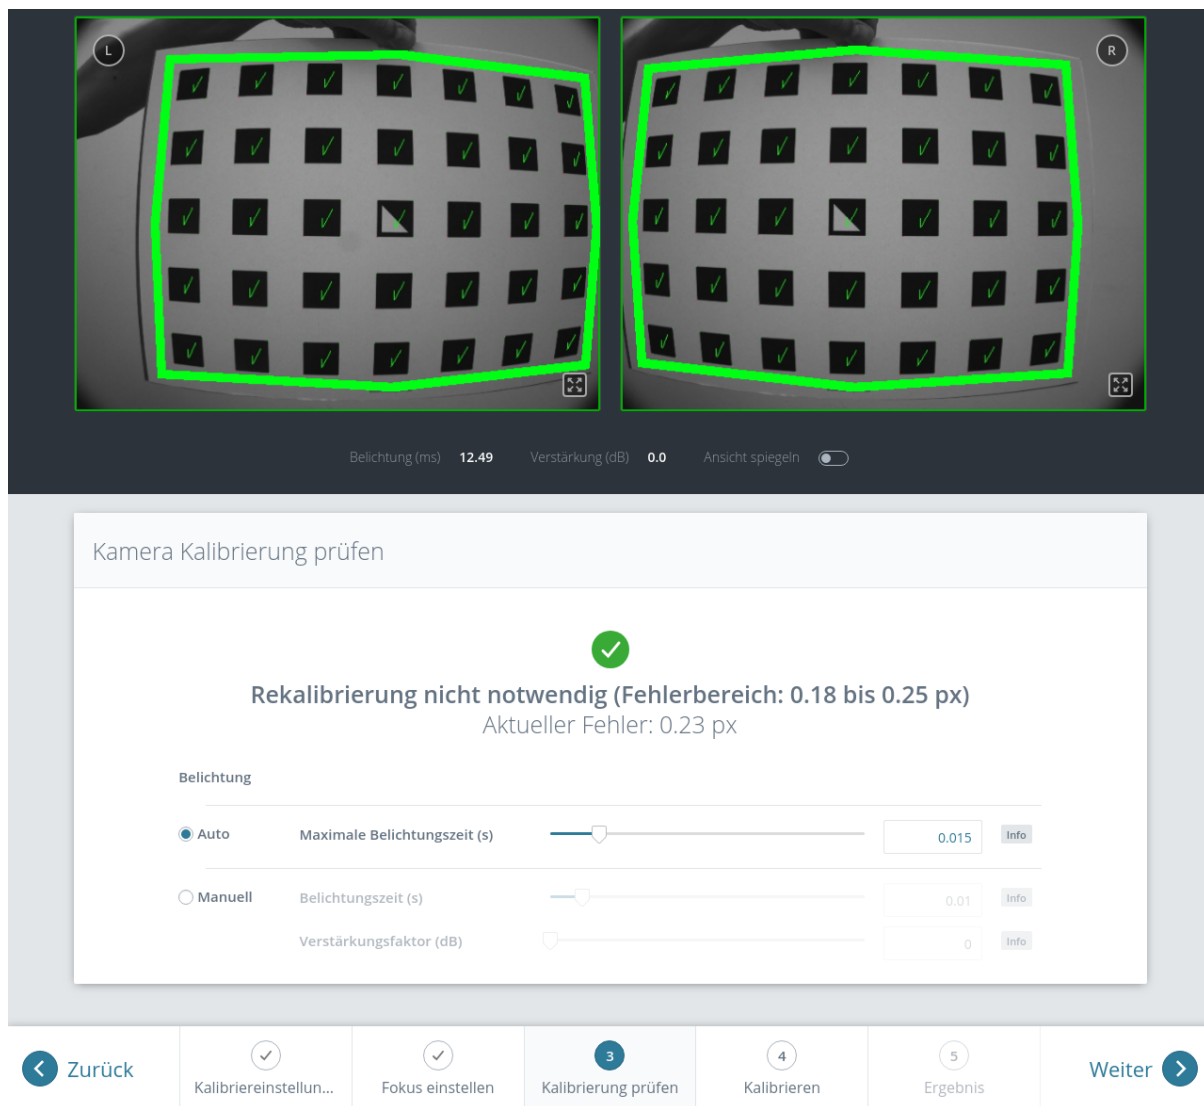 L
R
Belichtung (ms) 12.49 Verstärkung (dB) 0.0 Ansicht spiegeln
Kamera Kalibrierung prüfen
Rekalibrierung nicht notwendig (Fehlerbereich: 0.18 bis 0.25 px)
Aktueller Fehler: 0.23 px
Belichtung
Auto Maximale Belichtungszeit (s) 0.015 Info
Manuell Belichtungszeit (s) 0.01 Info
Verstärkungsfaktor (dB) 0 Info
Zurück
Kalibriereinstellun...
Fokus einstellen
3
Kalibrierung prüfen
4
Kalibrieren
5
Ergebnis
Weiter